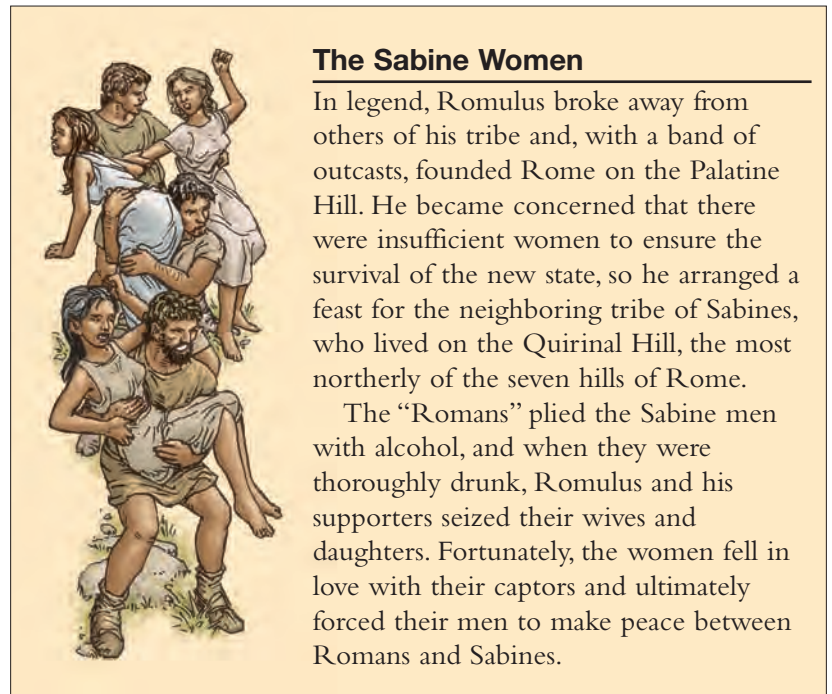 The Sabine Women
In legend, Romulus broke away from
others of his tribe and, with a band of
outcasts, founded Rome on the Palatine
Hill. He became concerned that there
were insufficient women to ensure the
survival of the new state, so he arranged a
feast for the neighboring tribe of Sabines,
who lived on the Quirinal Hill, the most
northerly of the seven hills of Rome.
The “Romans” plied the Sabine men
with alcohol, and when they were
thoroughly drunk, Romulus and his
supporters seized their wives and
daughters. Fortunately, the women fell in
love with their captors and ultimately
forced their men to make peace between
Romans and Sabines.